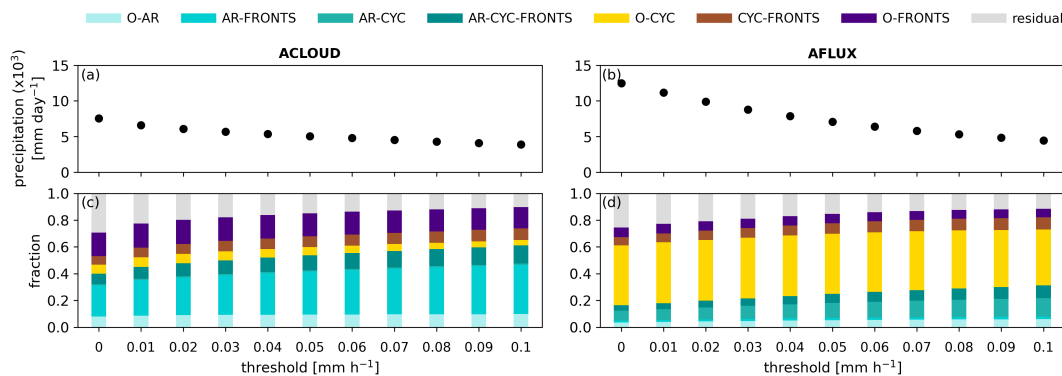 O-AR AR-FRONTS AR-CYC AR-CYC-FRONTS O-CYC CYC-FRONTS O-FRONTS residual
ACLOUD AFLUX
precipitation (x10³)
[mm day⁻¹]
15
10
5
0
(a)
15
10
5
0
(b)
fraction
1.0
0.8
0.6
0.4
0.2
0.0
(c)
0 0.01 0.02 0.03 0.04 0.05 0.06 0.07 0.08 0.09 0.1
threshold [mm h⁻¹]
1.0
0.8
0.6
0.4
0.2
0.0
(d)
0 0.01 0.02 0.03 0.04 0.05 0.06 0.07 0.08 0.09 0.1
threshold [mm h⁻¹]